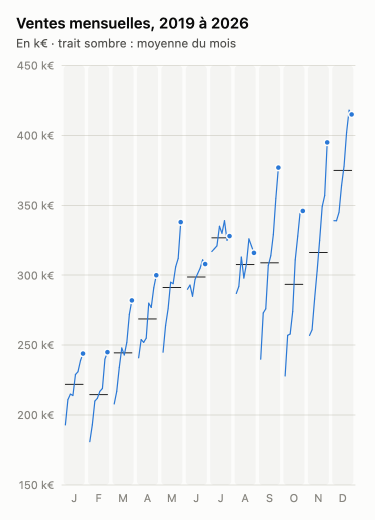 Ventes mensuelles, 2019 à 2026
En k€ · trait sombre : moyenne du mois
450 k€
400 k€
350 k€
300 k€
250 k€
200 k€
150 k€
J F M A M J J A S O N D